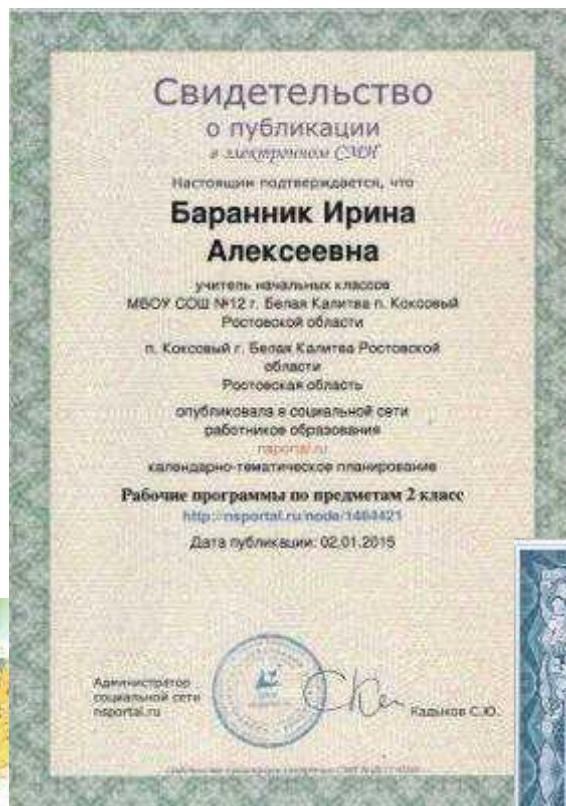 Свидетельство
о публикации
в электронном СМИ
Настоящим подтверждается, что
Баранник Ирина
Алексеевна
учитель начальных классов
МБОУ СОШ №12 г. Белая Калитва п. Коксовый
Ростовской области
п. Коксовый г. Белая Калитва Ростовской
области
Ростовская область
опубликовала в социальной сети
работников образования
nsportal.ru
календарно-тематическое планирование
Рабочие программы по предметам 2 класс
http://nsportal.ru/node/1464421
Дата публикации: 02.01.2015
Администратор
социальной сети
nsportal.ru
Кадыков С.Ю.